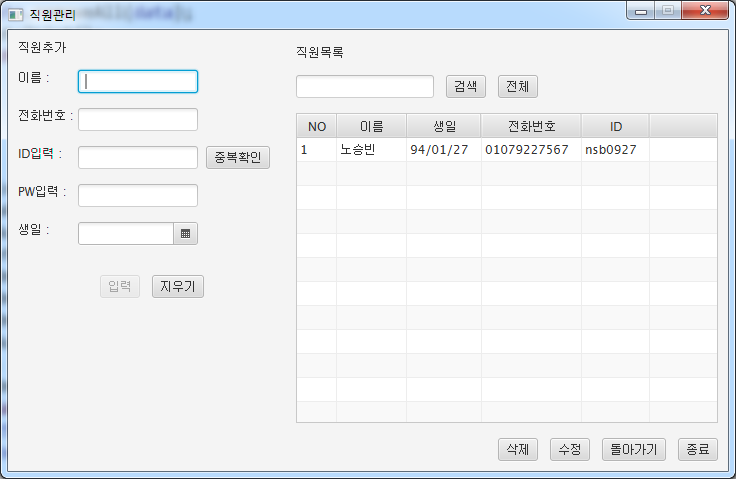 직원관리
직원추가
이름 :
전화번호 :
ID입력 :
중복확인
PW입력 :
생일 :
입력 지우기
직원목록
검색 전체
NO 이름 생일 전화번호 ID
1 노승빈 94/01/27 01079227567 nsb0927
삭제 수정 돌아가기 종료